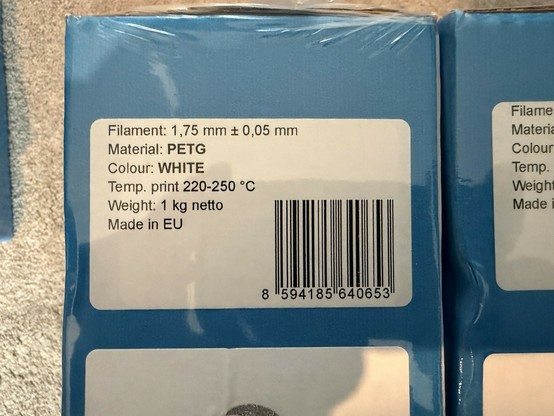 Filament: 1,75 mm ± 0,05 mm
Material: PETG
Colour: WHITE
Temp. print 220-250 °C
Weight: 1 kg netto
Made in EU
8 594185 640653
Filame
Materia
Colour
Temp.
Weight
Made i